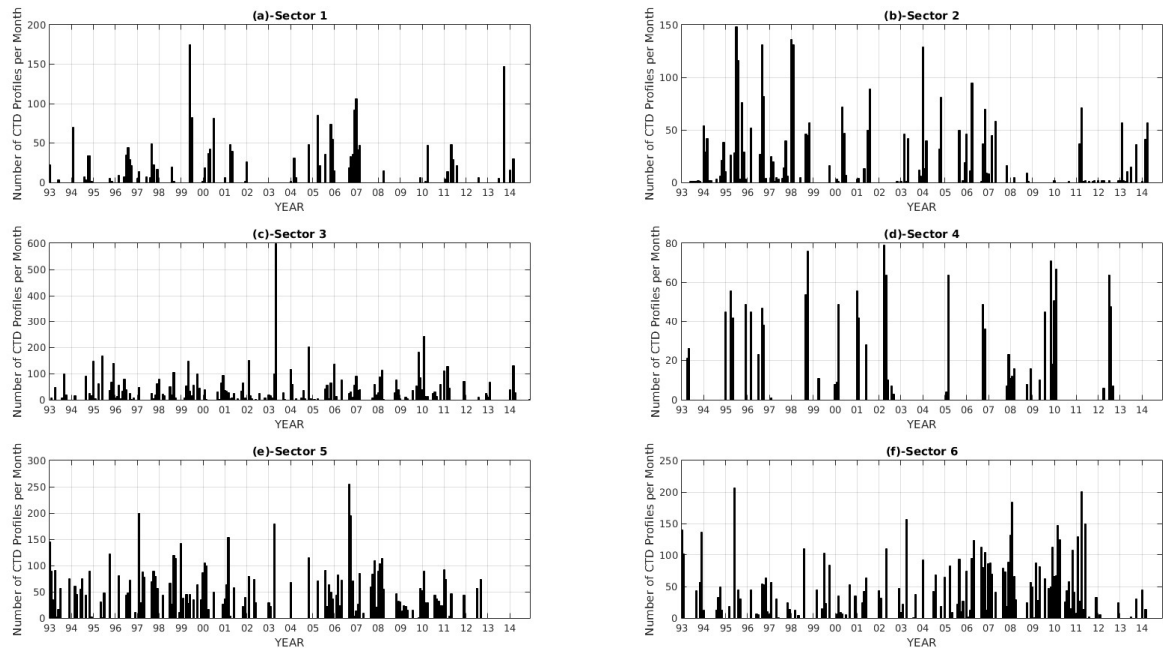 (a)-Sector 1
Number of CTD Profiles per Month
200
150
100
50
0
93 94 95 96 97 98 99 00 01 02 03 04 05 06 07 08 09 10 11 12 13 14
YEAR
(b)-Sector 2
Number of CTD Profiles per Month
150
100
50
0
93 94 95 96 97 98 99 00 01 02 03 04 05 06 07 08 09 10 11 12 13 14
YEAR
(c)-Sector 3
Number of CTD Profiles per Month
600
500
400
300
200
100
0
93 94 95 96 97 98 99 00 01 02 03 04 05 06 07 08 09 10 11 12 13 14
YEAR
(d)-Sector 4
Number of CTD Profiles per Month
80
60
40
20
0
93 94 95 96 97 98 99 00 01 02 03 04 05 06 07 08 09 10 11 12 13 14
YEAR
(e)-Sector 5
Number of CTD Profiles per Month
300
250
200
150
100
50
0
93 94 95 96 97 98 99 00 01 02 03 04 05 06 07 08 09 10 11 12 13 14
YEAR
(f)-Sector 6
Number of CTD Profiles per Month
250
200
150
100
50
0
93 94 95 96 97 98 99 00 01 02 03 04 05 06 07 08 09 10 11 12 13 14
YEAR